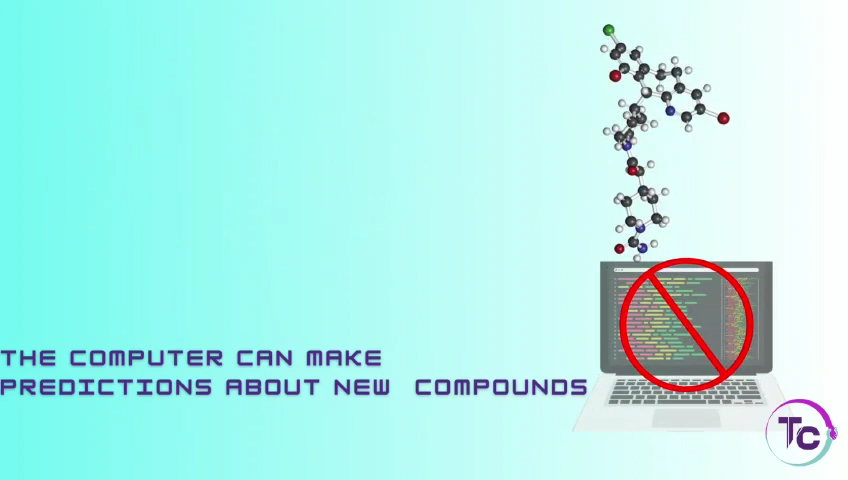 THE COMPUTER CAN MAKE
PREDICTIONS ABOUT NEW COMPOUNDS
TC